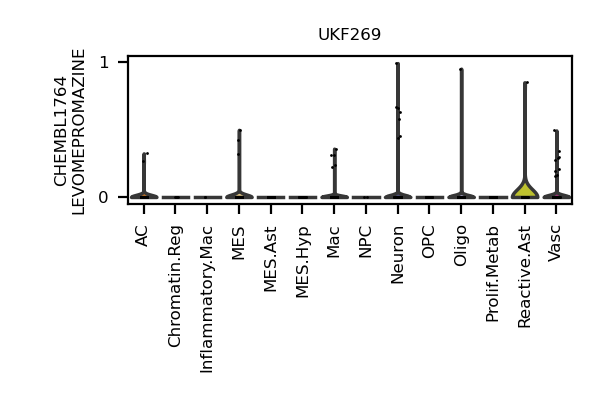 UKF269
CHEMBL1764
LEVOMEPROMAZINE
1
0
AC
Chromatin.Reg
Inflammatory.Mac
MES
MES.Ast
MES.Hyp
Mac
NPC
Neuron
OPC
Oligo
Prolif.Metab
Reactive.Ast
Vasc